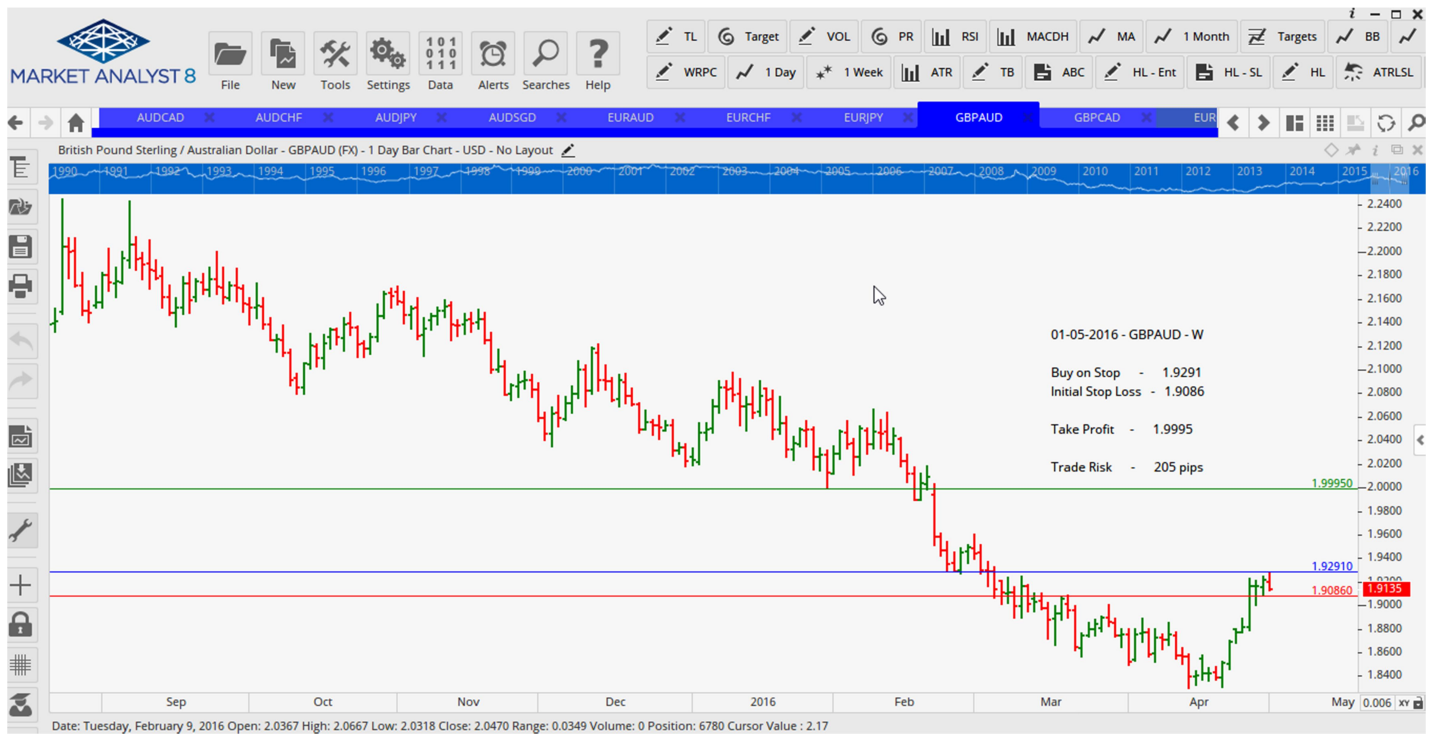 MARKET ANALYST 8
File New Tools Settings Data Alerts Searches Help
101
010
111
?
TL Target VOL PR RSI MACDH MA 1 Month Targets BB
WRPC 1 Day 1 Week ATR TB ABC HL - Ent HL - SL HL ATRLSL
AUDCAD AUDCHF AUDJPY AUDSGD EURAUD EURCHF EURJPY GBPAUD GBPCAD EUR
British Pound Sterling / Australian Dollar - GBPAUD (FX) - 1 Day Bar Chart - USD - No Layout
1990 1991 1992 1993 1994 1995 1996 1997 1998 1999 2000 2001 2002 2003 2004 2005 2006 2007 2008 2009 2010 2011 2012 2013 2014 2015 2016
2.2400
2.2200
2.2000
2.1800
2.1600
2.1400
2.1200
2.1000
2.0800
2.0600
2.0400
2.0200
2.0000
1.9800
1.9600
1.9400
1.9200
1.9135
1.9000
1.8800
1.8600
1.8400
01-05-2016 - GBPAUD - W
Buy on Stop - 1.9291
Initial Stop Loss - 1.9086
Take Profit - 1.9995
Trade Risk - 205 pips
1.99950
1.92910
1.90860
Sep Oct Nov Dec 2016 Feb Mar Apr May 0.006 XY
Date: Tuesday, February 9, 2016 Open: 2.0367 High: 2.0667 Low: 2.0318 Close: 2.0470 Range: 0.0349 Volume: 0 Position: 6780 Cursor Value : 2.17